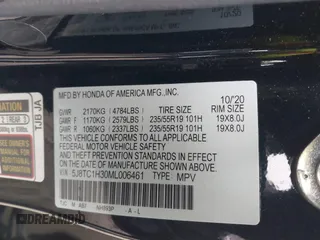 MFD BY HONDA OF AMERICA MFG.,INC.
10/'20
GVWR 2170KG ( 4784LBS ) TIRE SIZE RIM SIZE
GAWR F 1170KG ( 2579LBS ) 235/55R19 101H 19X8.0J
GAWR R 1060KG ( 2337LBS ) 235/55R19 101H 19X8.0J
THIS VEHICLE CONFORMS TO ALL APPLICABLE
FEDERAL MOTOR VEHICLE SAFETY AND THEFT
PREVENTION STANDARDS IN EFFECT ON THE DATE OF
MANUFACTURE SHOWN ABOVE.
5J8TC1H30ML006461 TYPE: MPV
-A - L
TJB JA
DREAMBID